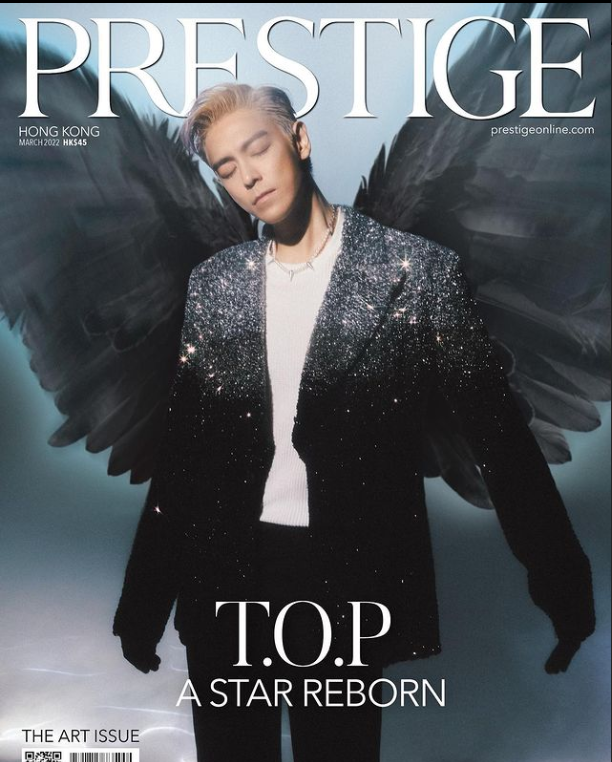 PRESTIGE
HONG KONG
MARCH 2022 HK$45
prestigeonline.com
T.O.P
A STAR REBORN
THE ART ISSUE